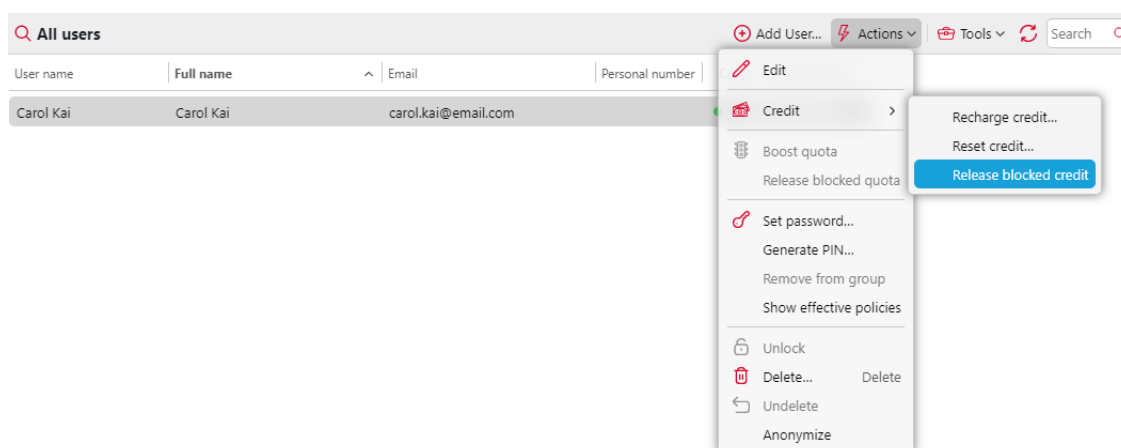 All users
Add User...
Actions
Tools
Search
User name
Full name
Email
Personal number
Carol Kai
Carol Kai
carol.kai@email.com
Edit
Credit
Recharge credit...
Reset credit...
Release blocked credit
Boost quota
Release blocked quota
Set password...
Generate PIN...
Remove from group
Show effective policies
Unlock
Delete... Delete
Undelete
Anonymize